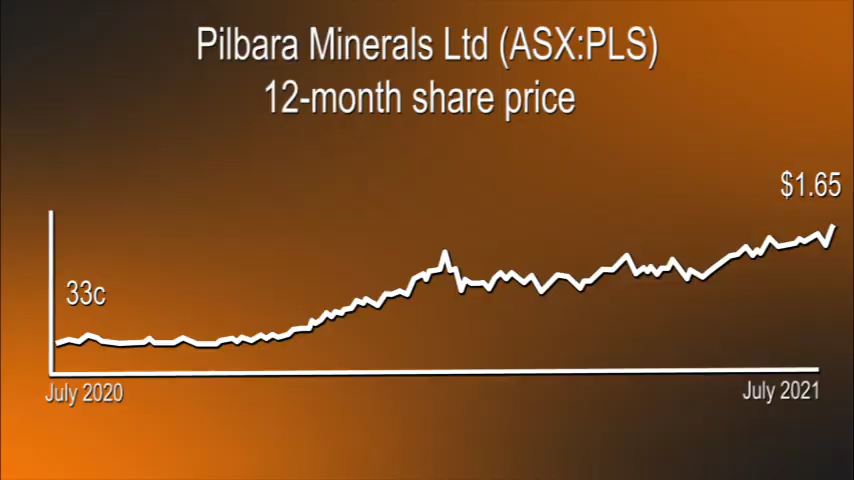 Pilbara Minerals Ltd (ASX:PLS)
12-month share price
$1.65
33c
July 2020
July 2021